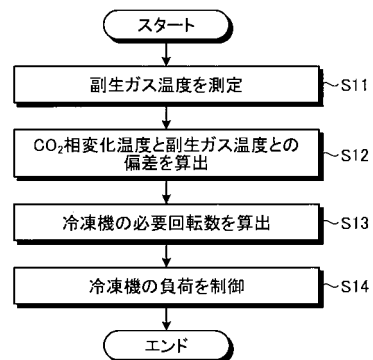 スタート
副生ガス温度を測定
~S11
CO₂相変化温度と副生ガス温度との
偏差を算出
~S12
冷凍機の必要回転数を算出
~S13
冷凍機の負荷を制御
~S14
エンド